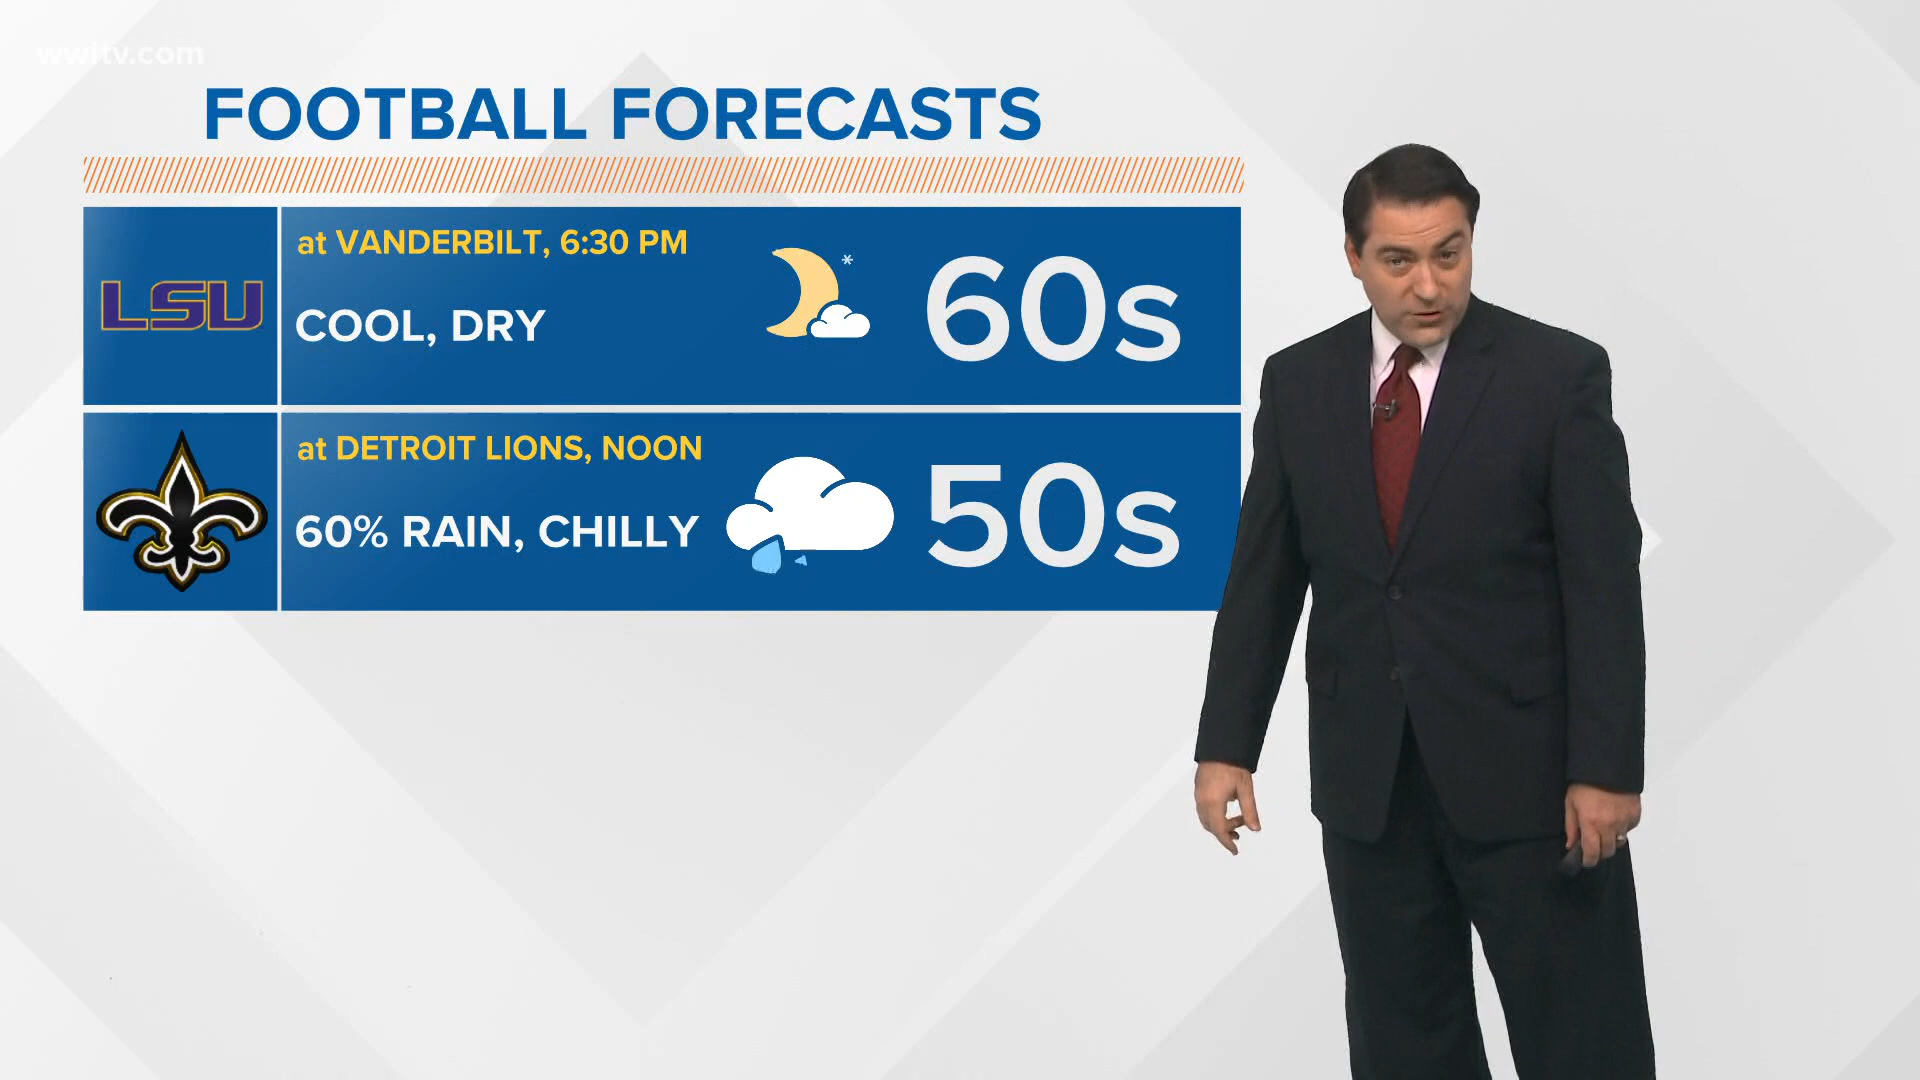 wwltv.com
FOOTBALL FORECASTS
LSU
at VANDERBILT, 6:30 PM
COOL, DRY
60s
at DETROIT LIONS, NOON
60% RAIN, CHILLY
50s